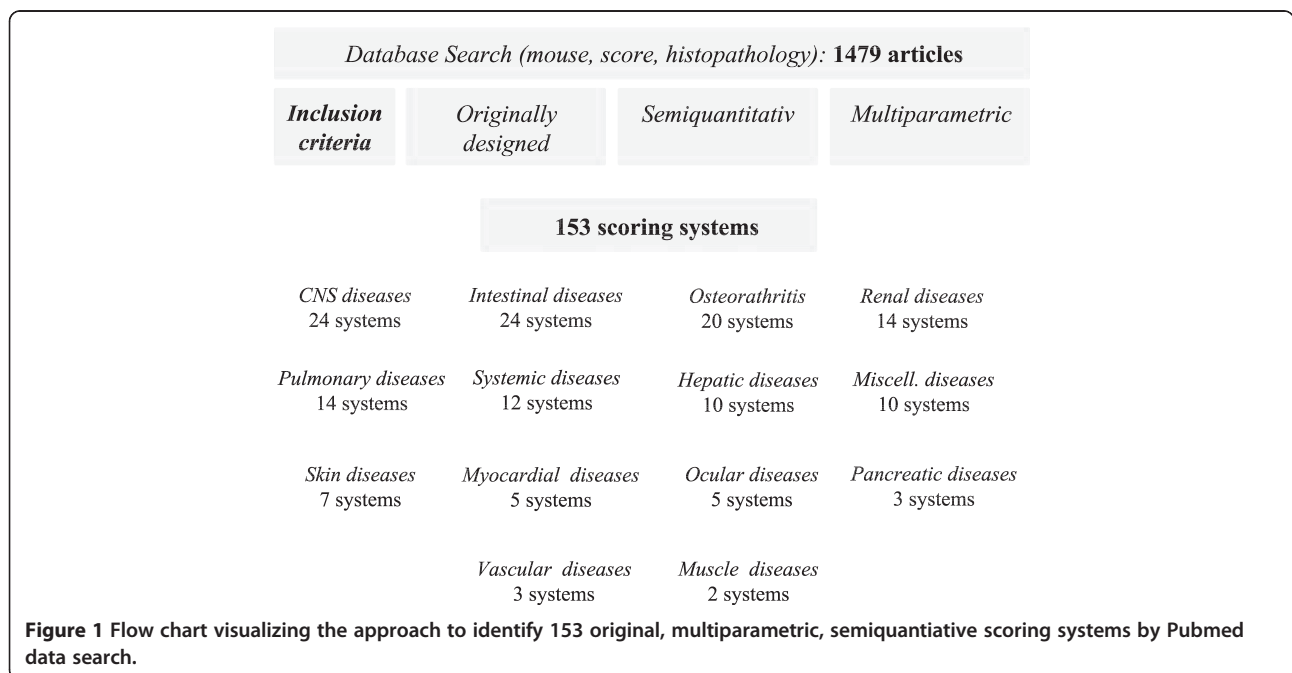 Database Search (mouse, score, histopathology): 1479 articles
Inclusion criteria
Originally designed
Semiquantitativ
Multiparametric
153 scoring systems
CNS diseases
24 systems
Intestinal diseases
24 systems
Osteorathritis
20 systems
Renal diseases
14 systems
Pulmonary diseases
14 systems
Systemic diseases
12 systems
Hepatic diseases
10 systems
Miscell. diseases
10 systems
Skin diseases
7 systems
Myocardial diseases
5 systems
Ocular diseases
5 systems
Pancreatic diseases
3 systems
Vascular diseases
3 systems
Muscle diseases
2 systems
Figure 1 Flow chart visualizing the approach to identify 153 original, multiparametric, semiquantiative scoring systems by Pubmed
data search.